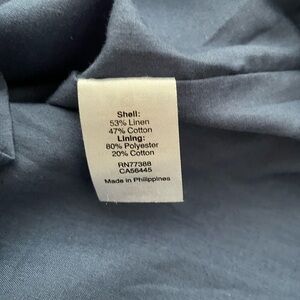 Shell:
53% Linen
47% Cotton
Lining:
80% Polyester
20% Cotton
RN77388
CA56445
Made in Philippines